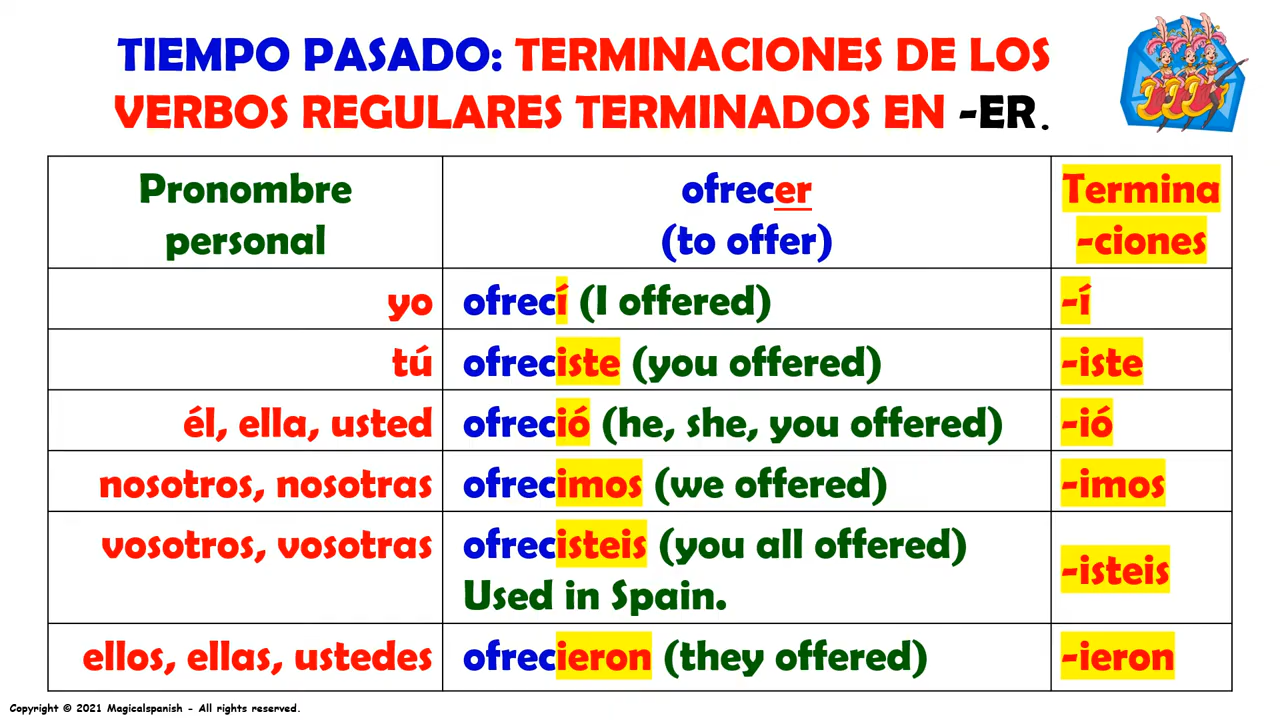 TIEMPO PASADO: TERMINACIONES DE LOS
VERBOS REGULARES TERMINADOS EN -ER.
Pronombre
personal
ofrecer
(to offer)
Termina
-ciones
yo
ofrecí (I offered)
-í
tú
ofreciste (you offered)
-iste
él, ella, usted
ofreció (he, she, you offered)
-ió
nosotros, nosotras
ofrecimos (we offered)
-imos
vosotros, vosotras
ofrecisteis (you all offered)
Used in Spain.
-isteis
ellos, ellas, ustedes
ofrecieron (they offered)
-ieron
Copyright © 2021 Magicalspanish - All rights reserved.